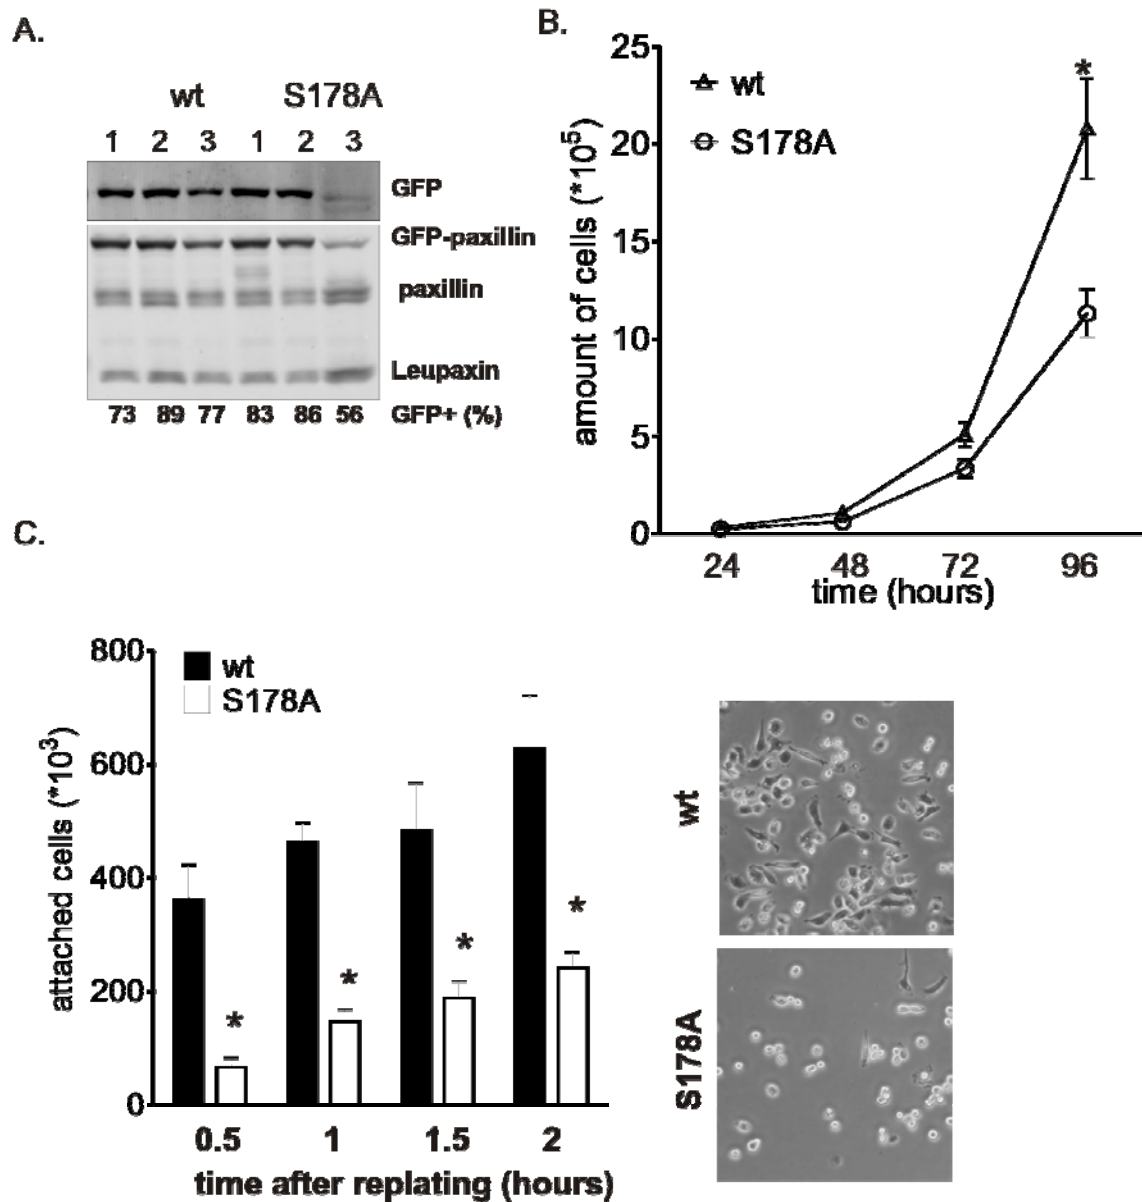 A.
wt S178A
1 2 3 1 2 3
GFP
GFP-paxillin
paxillin
Leupaxin
73 89 77 83 86 56 GFP+ (%)
B.
25
20
15
10
5
0
amount of cells (*10^5)
wt
S178A
*
24 48 72 96
time (hours)
C.
800
600
400
200
0
attached cells (*10^3)
wt
S178A
* * * *
0.5 1 1.5 2
time after replating (hours)
wt
S178A